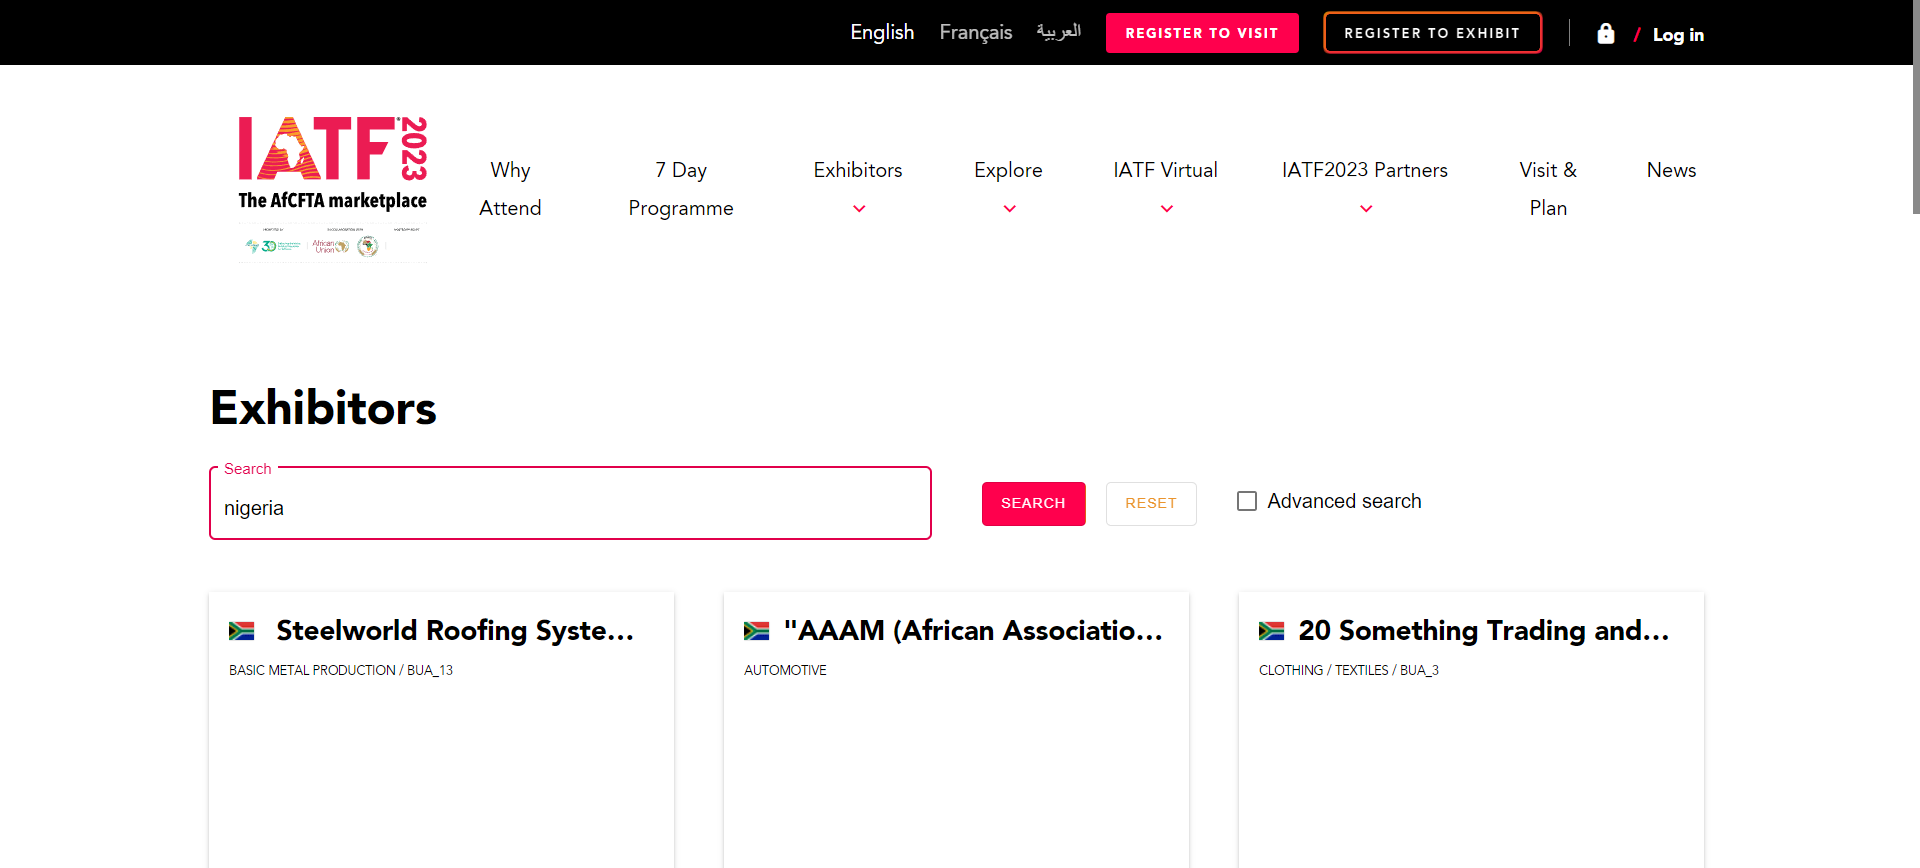 English
Français
العربية
REGISTER TO VISIT
REGISTER TO EXHIBIT
/ Log in
IATF 2023
The AfCFTA marketplace
African
Union
Why
Attend
7 Day
Programme
Exhibitors
Explore
IATF Virtual
IATF2023 Partners
Visit &
Plan
News
Exhibitors
Search
nigeria
SEARCH
RESET
Advanced search
Steelworld Roofing Syste...
BASIC METAL PRODUCTION / BUA_13
"AAAM (African Associatio...
AUTOMOTIVE
20 Something Trading and...
CLOTHING / TEXTILES / BUA_3